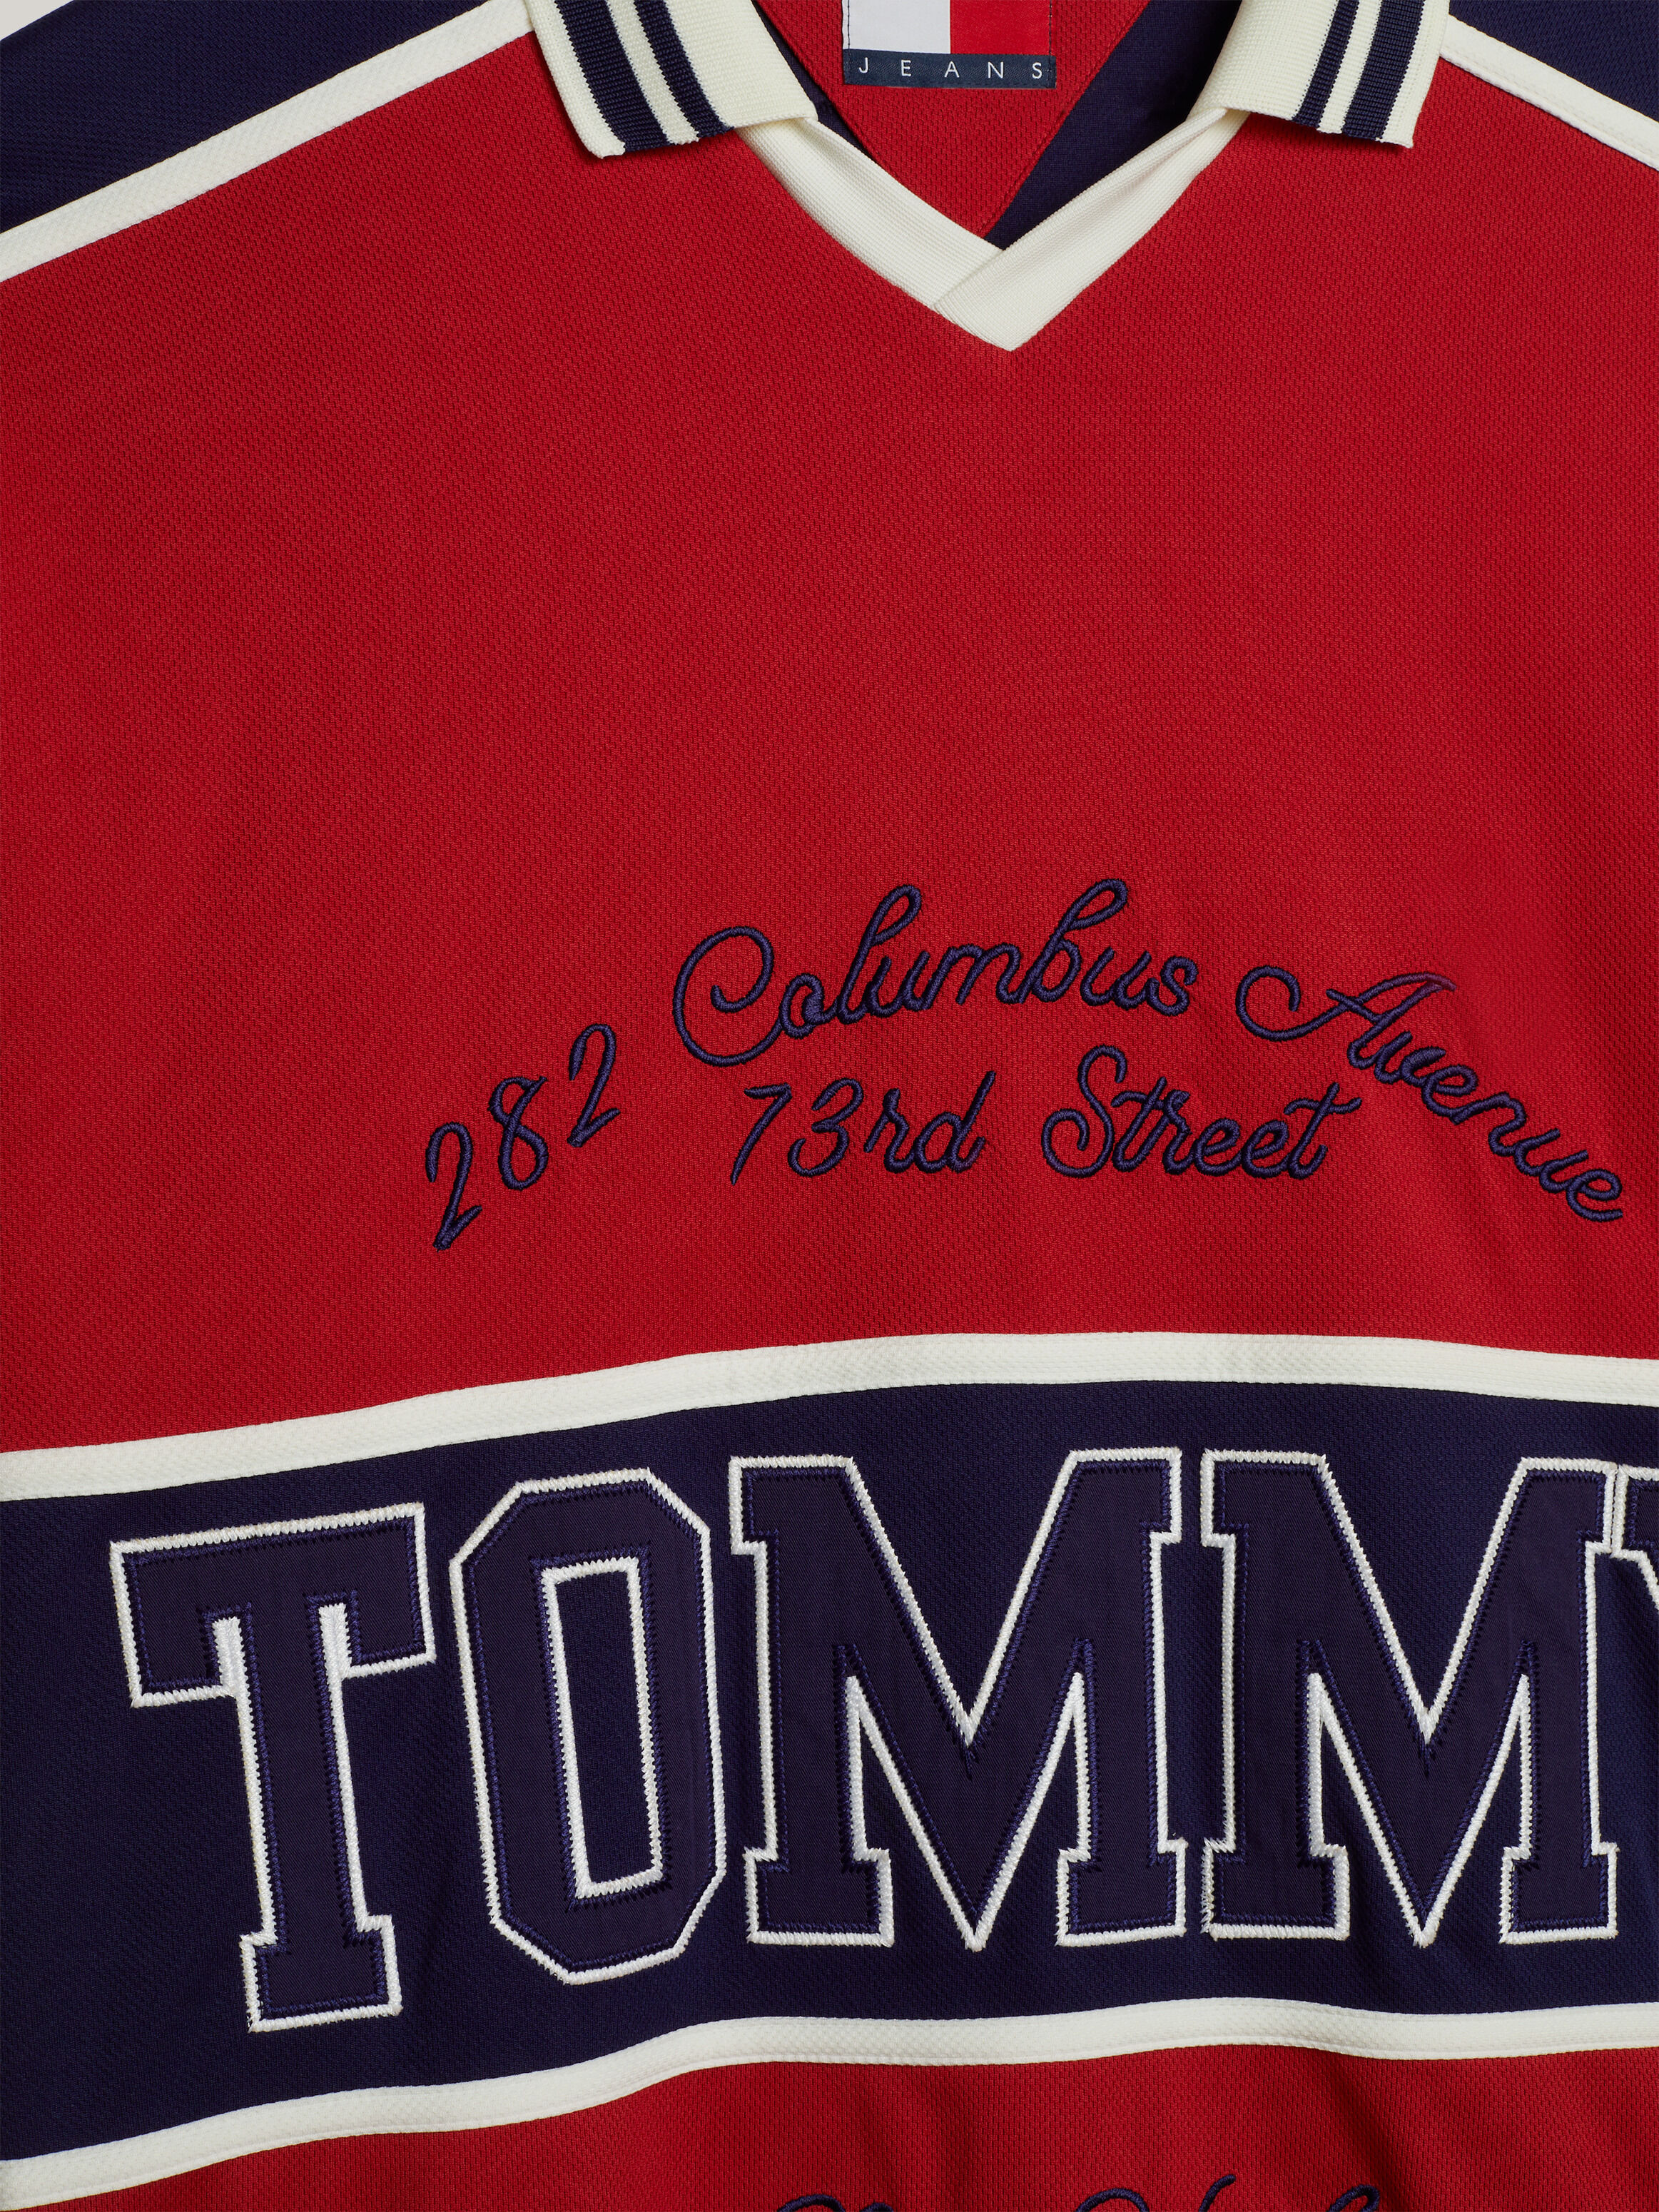 JEANS
282 Columbus Avenue
73rd Street
TOMMY